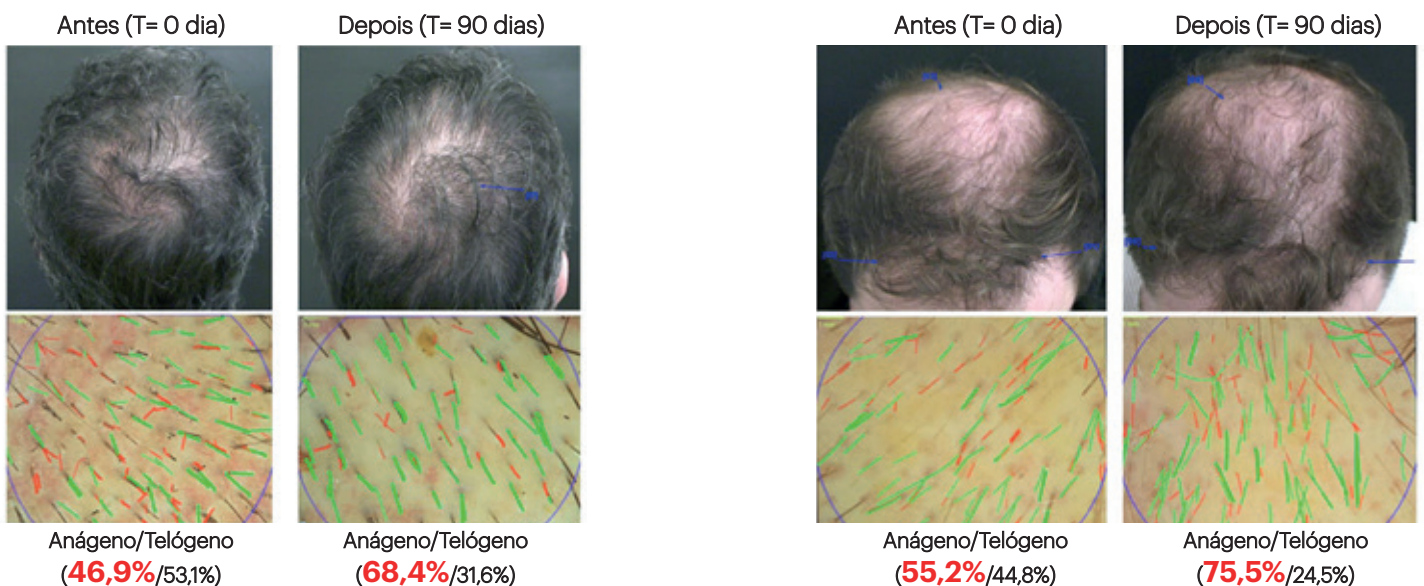 Antes (T= 0 dia)
Depois (T= 90 dias)
Antes (T= 0 dia)
Depois (T= 90 dias)
Anágeno/Telógeno
(46,9%/53,1%)
Anágeno/Telógeno
(68,4%/31,6%)
Anágeno/Telógeno
(55,2%/44,8%)
Anágeno/Telógeno
(75,5%/24,5%)